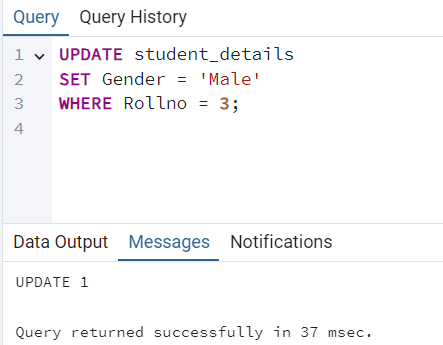 Query Query History
1 UPDATE student_details
2 SET Gender = 'Male'
3 WHERE Rollno = 3;
4
Data Output Messages Notifications
UPDATE 1
Query returned successfully in 37 msec.